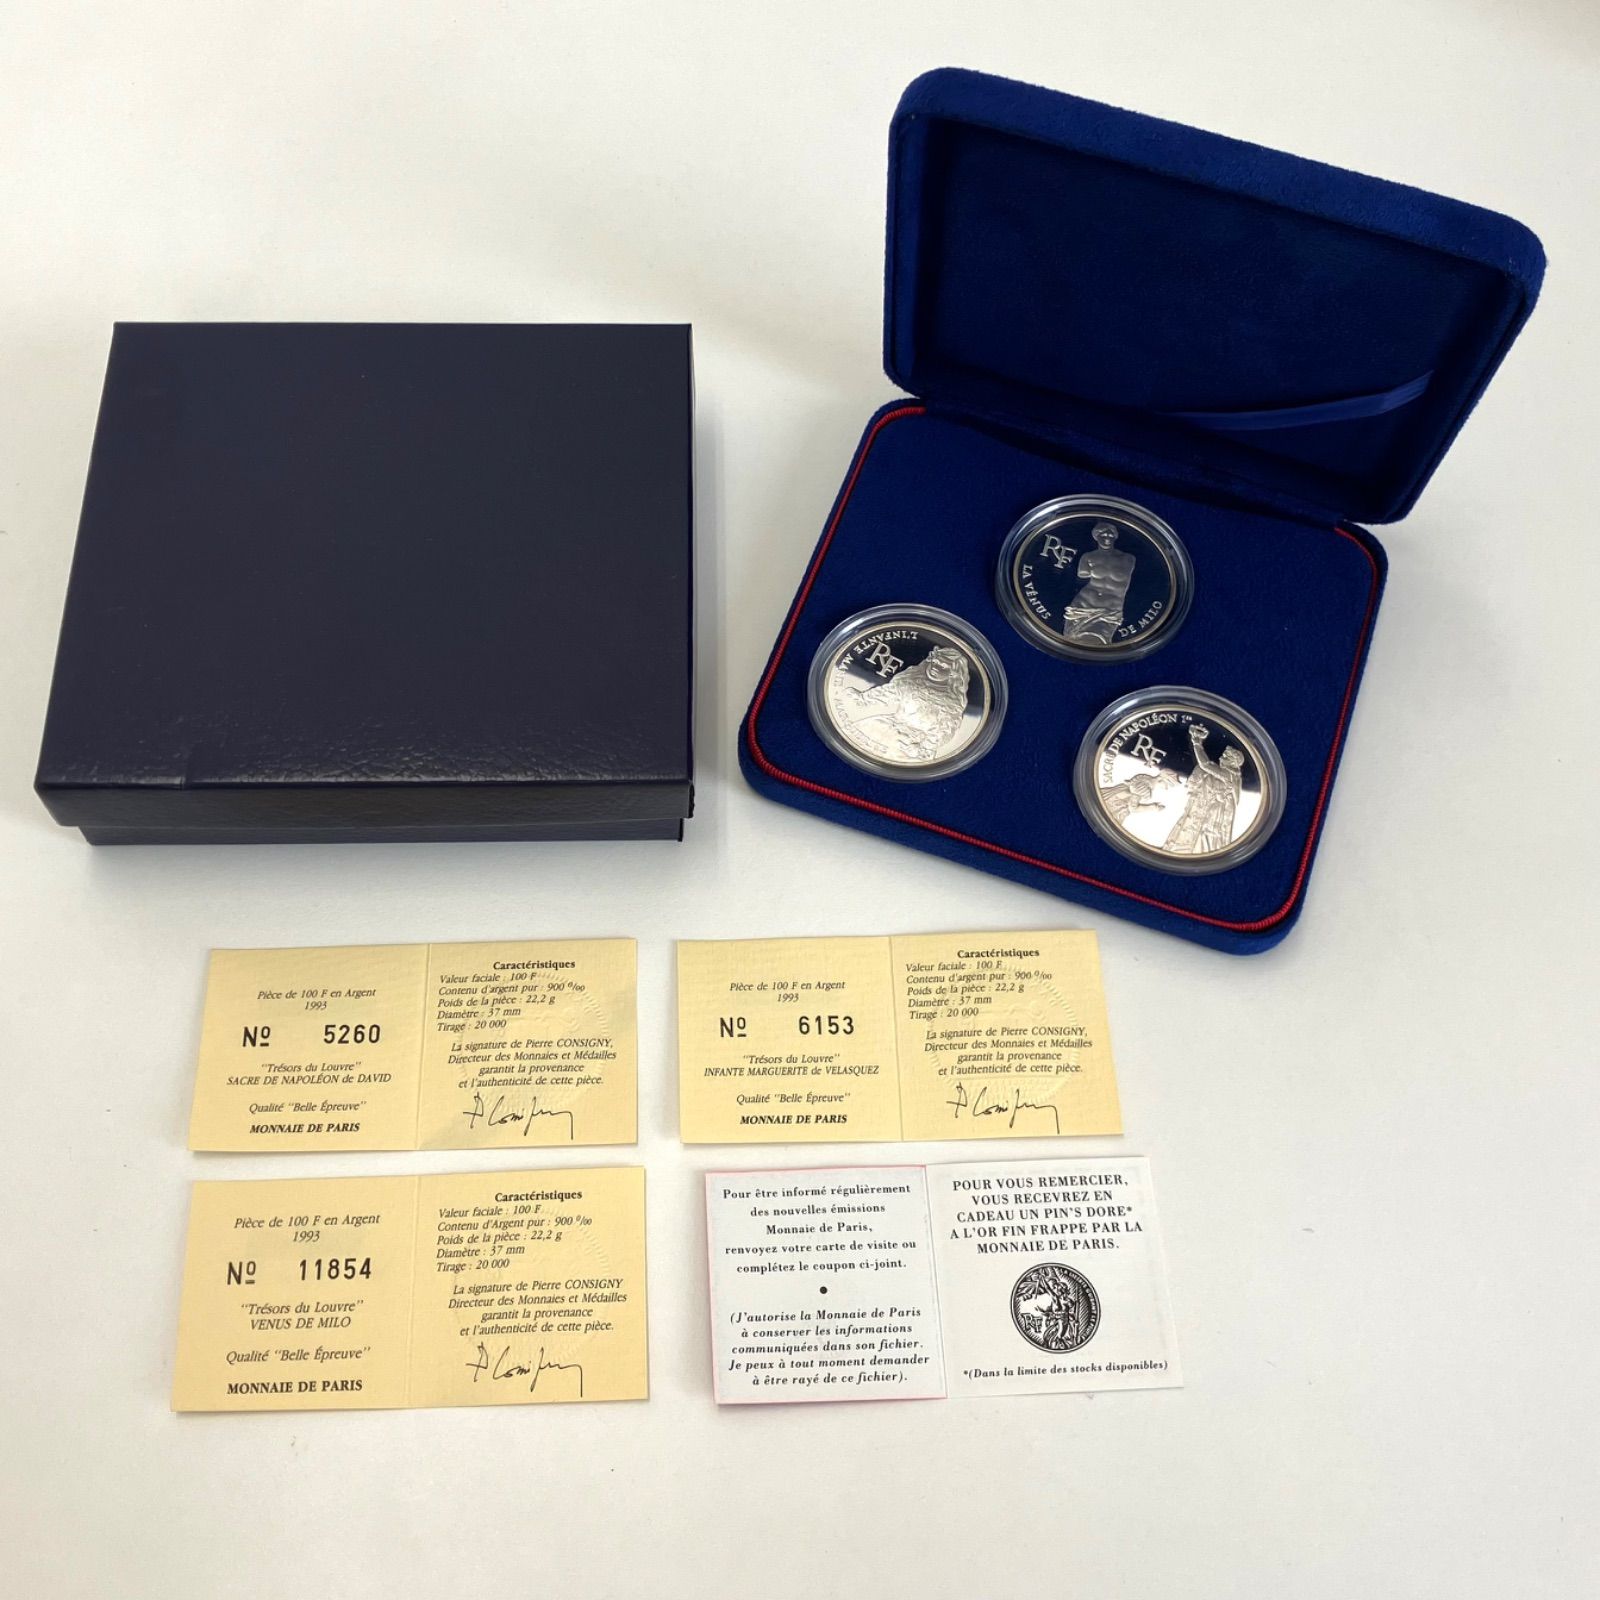 RF
LA VÉNUS DE MILO
L'INFANTE MARGUERITE
RF
SACRE DE NAPOLÉON 1er
RF
Pièce de 100 F en Argent
1993
Nº 5260
"Trésors du Louvre"
SACRE DE NAPOLÉON de DAVID
Qualité "Belle Épreuve"
MONNAIE DE PARIS
Caractéristiques
Valeur faciale : 100 F
Contenu d'argent pur : 900 º/oo
Poids de la pièce : 22,2 g
Diamètre : 37 mm
Tirage : 20 000
La signature de Pierre CONSIGNY,
Directeur des Monnaies et Médailles
garantit la provenance
et l'authenticité de cette pièce.
Pièce de 100 F en Argent
1993
Nº 6153
"Trésors du Louvre"
INFANTE MARGUERITE de VELASQUEZ
Qualité "Belle Épreuve"
MONNAIE DE PARIS
Caractéristiques
Valeur faciale : 100 F
Contenu d'argent pur : 900 º/oo
Poids de la pièce : 22,2 g
Diamètre : 37 mm
Tirage : 20 000
La signature de Pierre CONSIGNY,
Directeur des Monnaies et Médailles
garantit la provenance
et l'authenticité de cette pièce.
Pièce de 100 F en Argent
1993
Nº 11854
"Trésors du Louvre"
VENUS DE MILO
Qualité "Belle Épreuve"
MONNAIE DE PARIS
Caractéristiques
Valeur faciale : 100 F
Contenu d'Argent pur : 900 º/oo
Poids de la pièce : 22,2 g
Diamètre : 37 mm
Tirage : 20 000
La signature de Pierre CONSIGNY
Directeur des Monnaies et Médailles
garantit la provenance
et l'authenticité de cette pièce.
Pour être informé régulièrement
des nouvelles émissions
Monnaie de Paris,
renvoyez votre carte de visite ou
complétez le coupon ci-joint.
(J'autorise la Monnaie de Paris
à conserver les informations
communiquées dans son fichier.
Je peux à tout moment demander
à être rayé de ce fichier).
POUR VOUS REMERCIER,
VOUS RECEVREZ EN
CADEAU UN PIN'S DORE*
A L'OR FIN FRAPPE PAR LA
MONNAIE DE PARIS.
RF
*(Dans la limite des stocks disponibles)